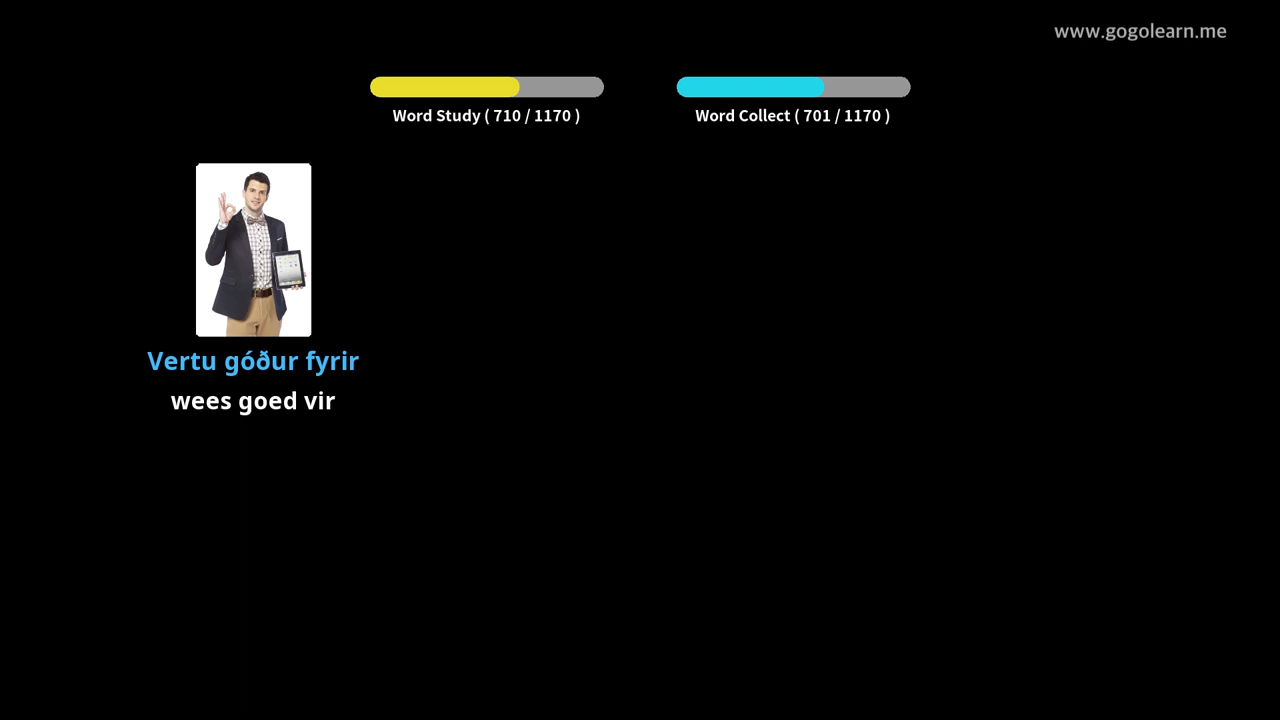 www.gogolearn.me
Word Study ( 710 / 1170 )
Word Collect ( 701 / 1170 )
Vertu góður fyrir
wees goed vir